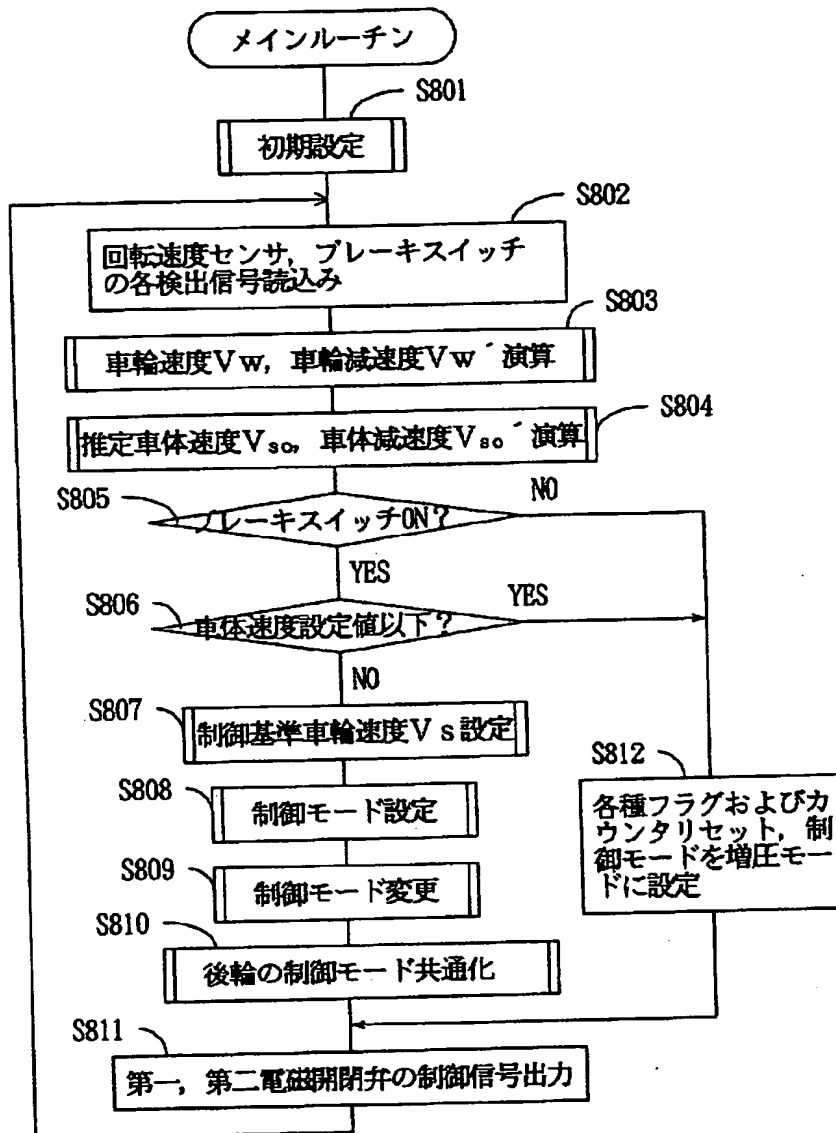 メインルーチン
S801
初期設定
S802
回転速度センサ，ブレーキスイッチ
の各検出信号読込み
S803
車輪速度Vw，車輪減速度Vw´演算
S804
推定車体速度Vso，車体減速度Vso´演算
S805
ブレーキスイッチON？
NO
YES
S806
車体速度設定値以下？
YES
NO
S807
制御基準車輪速度Vs設定
S808
制御モード設定
S809
制御モード変更
S810
後輪の制御モード共通化
S812
各種フラグおよびカ
ウンタリセット，制
御モードを増圧モー
ドに設定
S811
第一，第二電磁開閉弁の制御信号出力